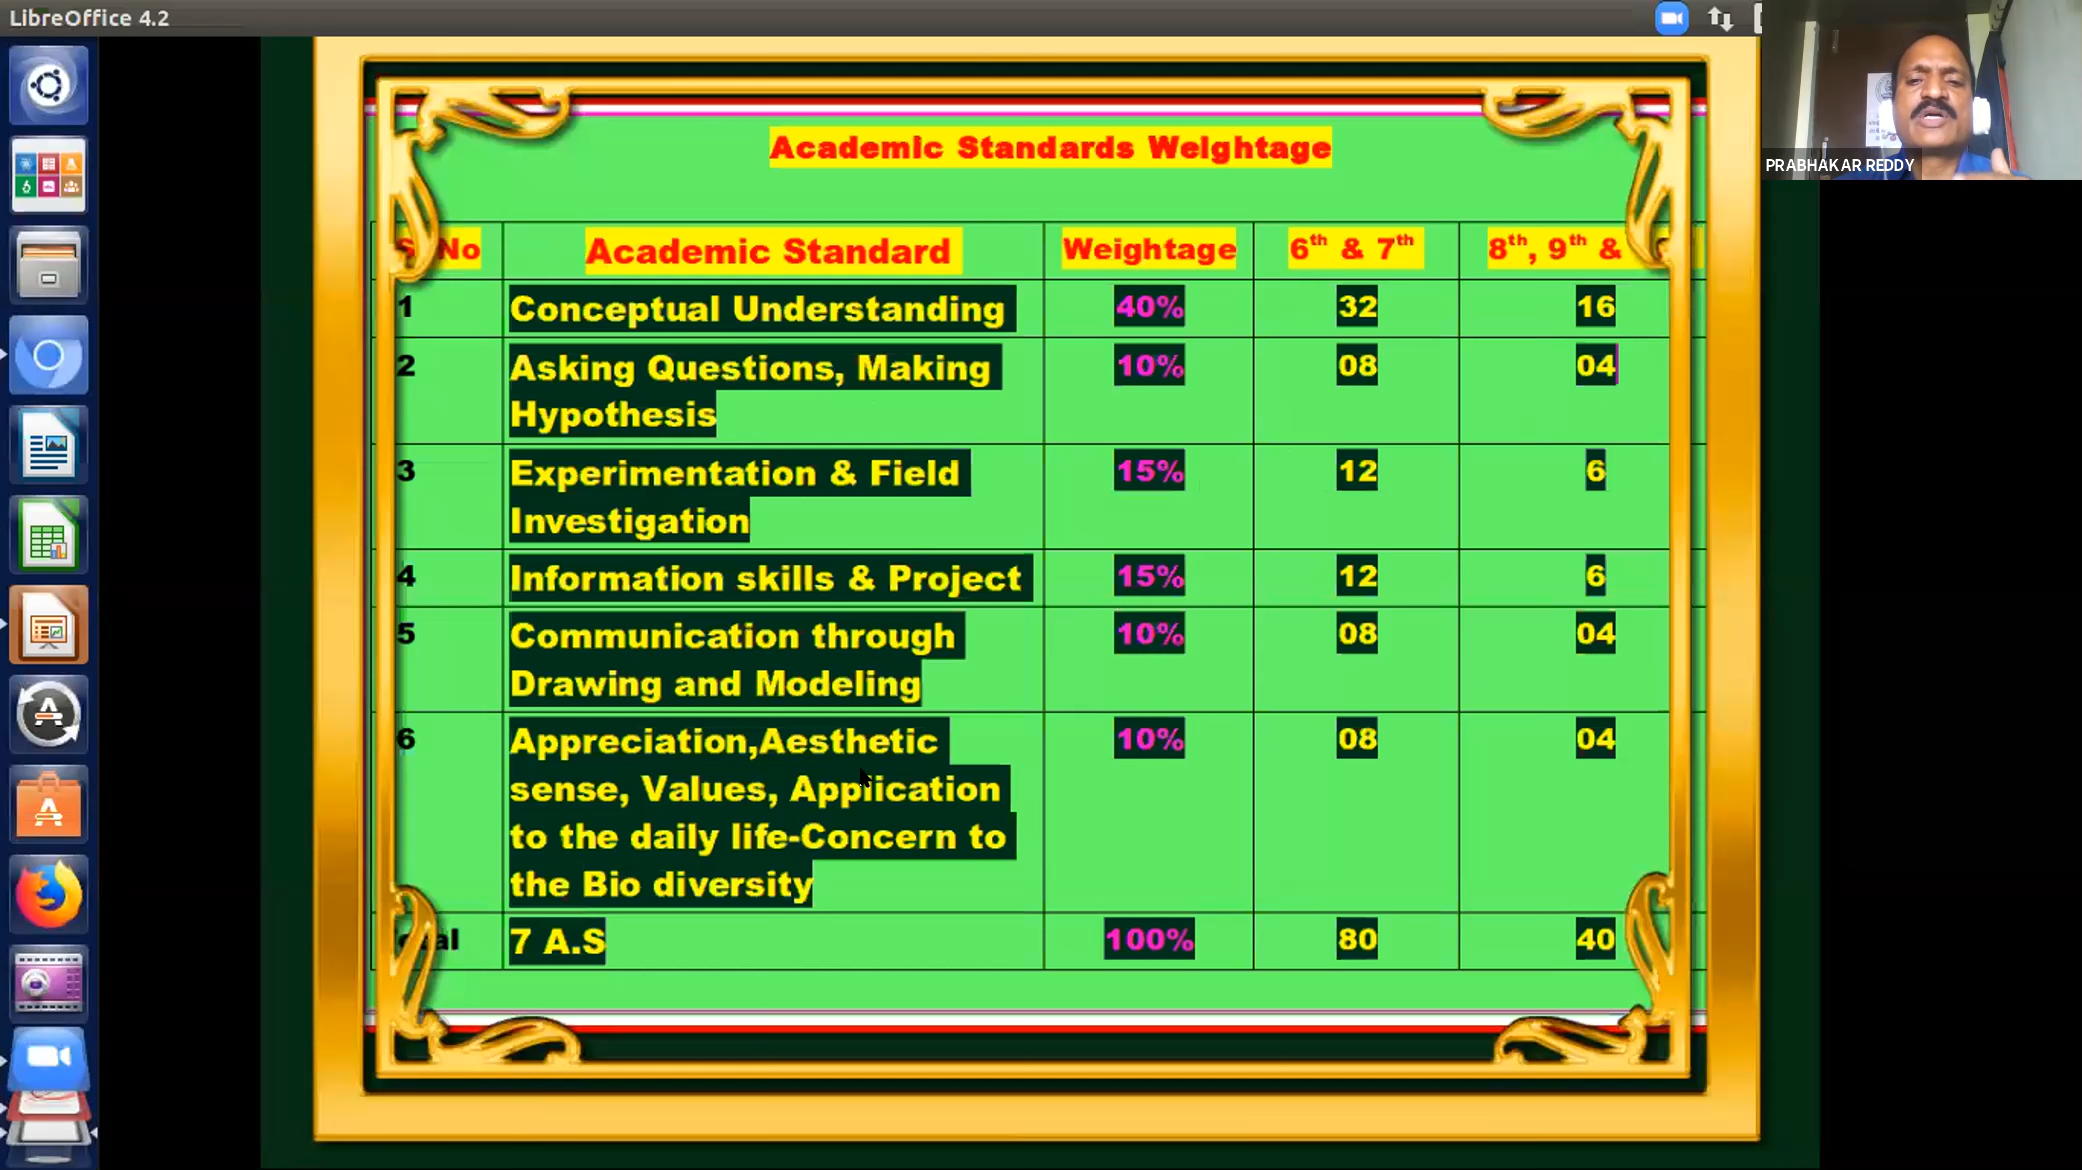 LibreOffice 4.2
PRABHAKAR REDDY
Academic Standards Weightage
No Academic Standard Weightage 6th & 7th 8th, 9th &
1 Conceptual Understanding 40% 32 16
2 Asking Questions, Making 10% 08 04
Hypothesis
3 Experimentation & Field 15% 12 6
Investigation
4 Information skills & Project 15% 12 6
5 Communication through 10% 08 04
Drawing and Modeling
6 Appreciation,Aesthetic 10% 08 04
sense, Values, Application
to the daily life-Concern to
the Bio diversity
7 A.S 100% 80 40